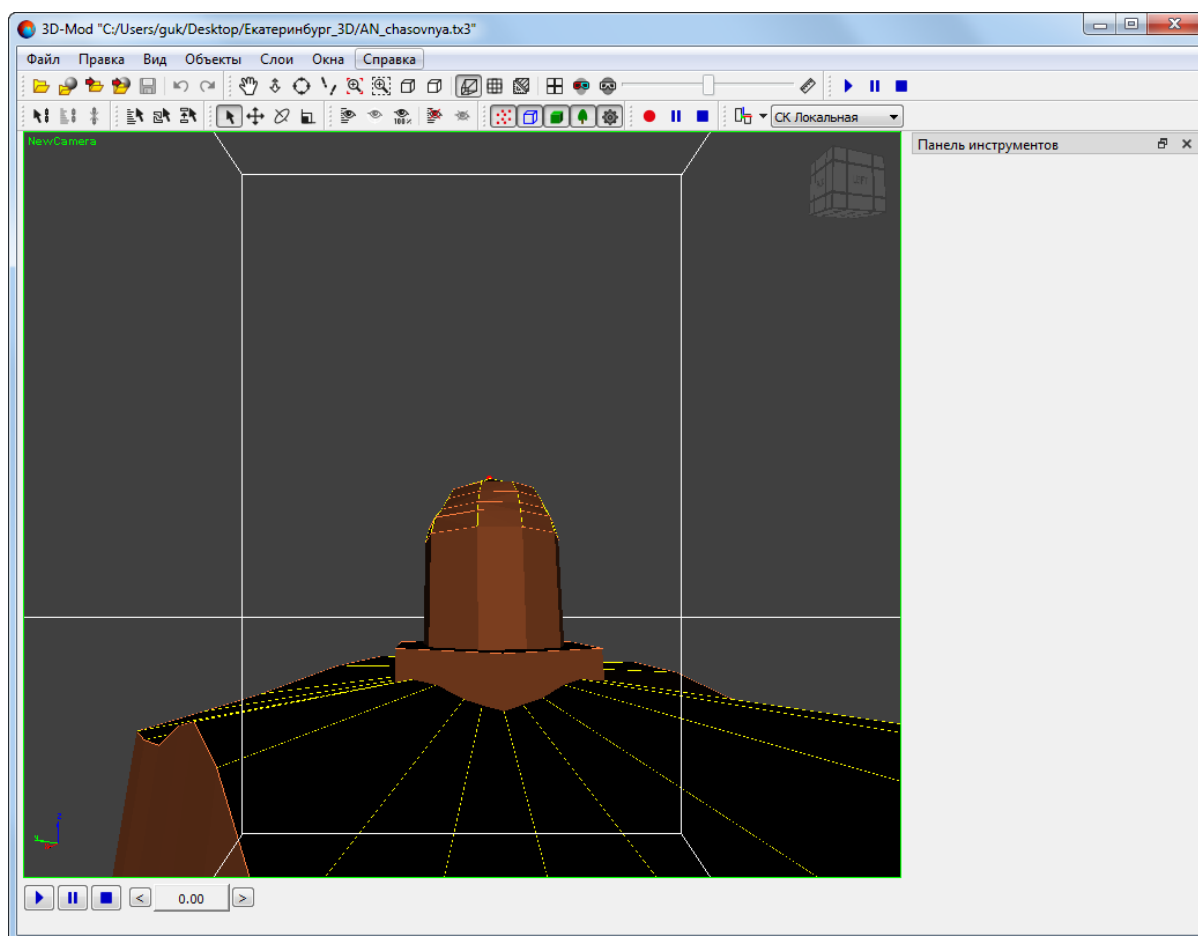 3D-Mod "C:/Users/guk/Desktop/Екатеринбург_3D/AN_chasovnya.tx3"
Файл Правка Вид Объекты Слои Окна Справка
100%
СК Локальная
NewCamera
Панель инструментов
z
0.00